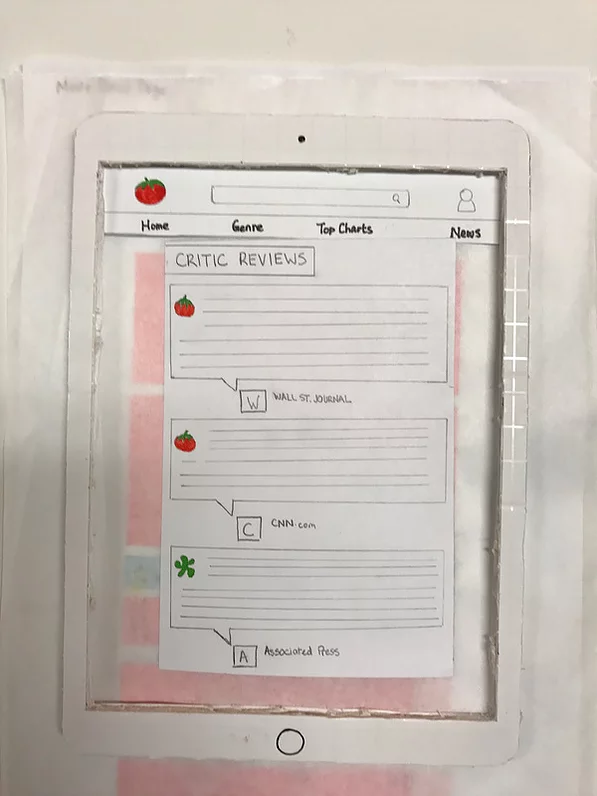 Home Genre Top Charts News
CRITIC REVIEWS
W WALL ST. JOURNAL
C CNN.com
A Associated Press